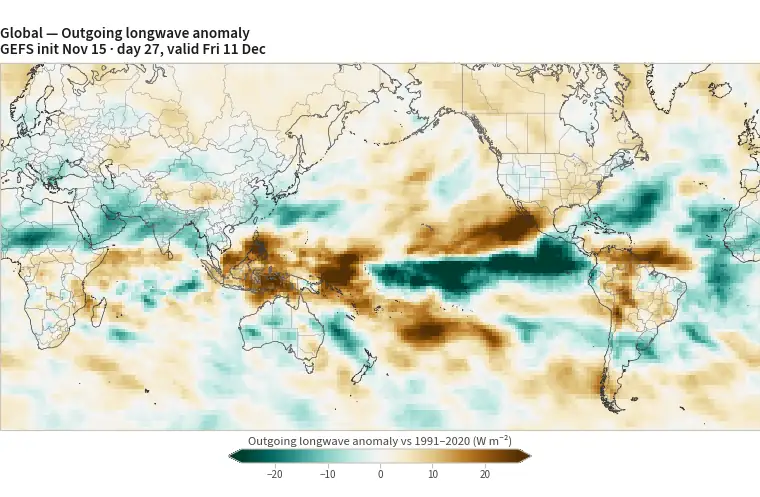 Global — Outgoing longwave anomaly
GEFS init Nov 15 · day 27, valid Fri 11 Dec
Outgoing longwave anomaly vs 1991–2020 (W m⁻²)
−20 −10 0 10 20